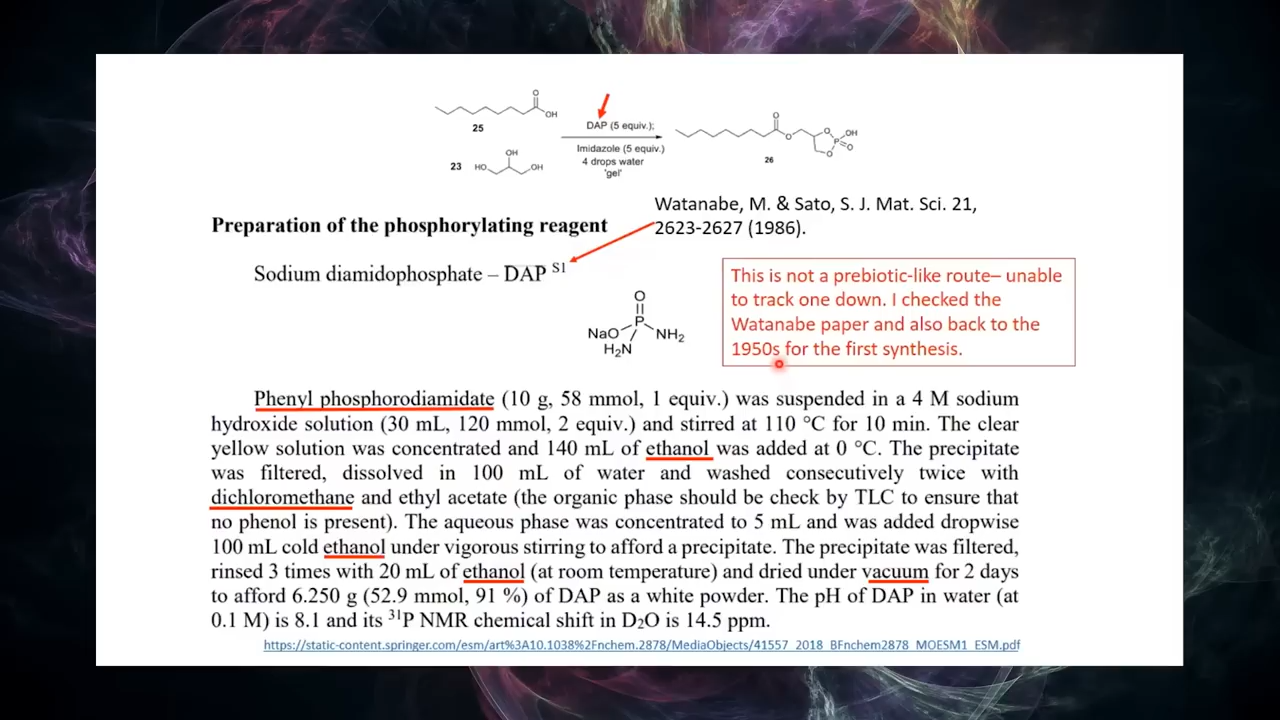 O
OH
25
DAP (5 equiv.);
Imidazole (5 equiv.)
4 drops water
'gel'
OH
23 HO OH
O
O
O OH
P
O O
26
Watanabe, M. & Sato, S. J. Mat. Sci. 21,
2623-2627 (1986).
Preparation of the phosphorylating reagent
Sodium diamidophosphate – DAP S1
This is not a prebiotic-like route– unable
to track one down. I checked the
Watanabe paper and also back to the
1950s for the first synthesis.
O
P
NaO NH2
H2N
Phenyl phosphorodiamidate (10 g, 58 mmol, 1 equiv.) was suspended in a 4 M sodium
hydroxide solution (30 mL, 120 mmol, 2 equiv.) and stirred at 110 °C for 10 min. The clear
yellow solution was concentrated and 140 mL of ethanol was added at 0 °C. The precipitate
was filtered, dissolved in 100 mL of water and washed consecutively twice with
dichloromethane and ethyl acetate (the organic phase should be check by TLC to ensure that
no phenol is present). The aqueous phase was concentrated to 5 mL and was added dropwise
100 mL cold ethanol under vigorous stirring to afford a precipitate. The precipitate was filtered,
rinsed 3 times with 20 mL of ethanol (at room temperature) and dried under vacuum for 2 days
to afford 6.250 g (52.9 mmol, 91 %) of DAP as a white powder. The pH of DAP in water (at
0.1 M) is 8.1 and its 31P NMR chemical shift in D2O is 14.5 ppm.
https://static-content.springer.com/esm/art%3A10.1038%2Fnchem.2878/MediaObjects/41557_2018_BFnchem2878_MOESM1_ESM.pdf